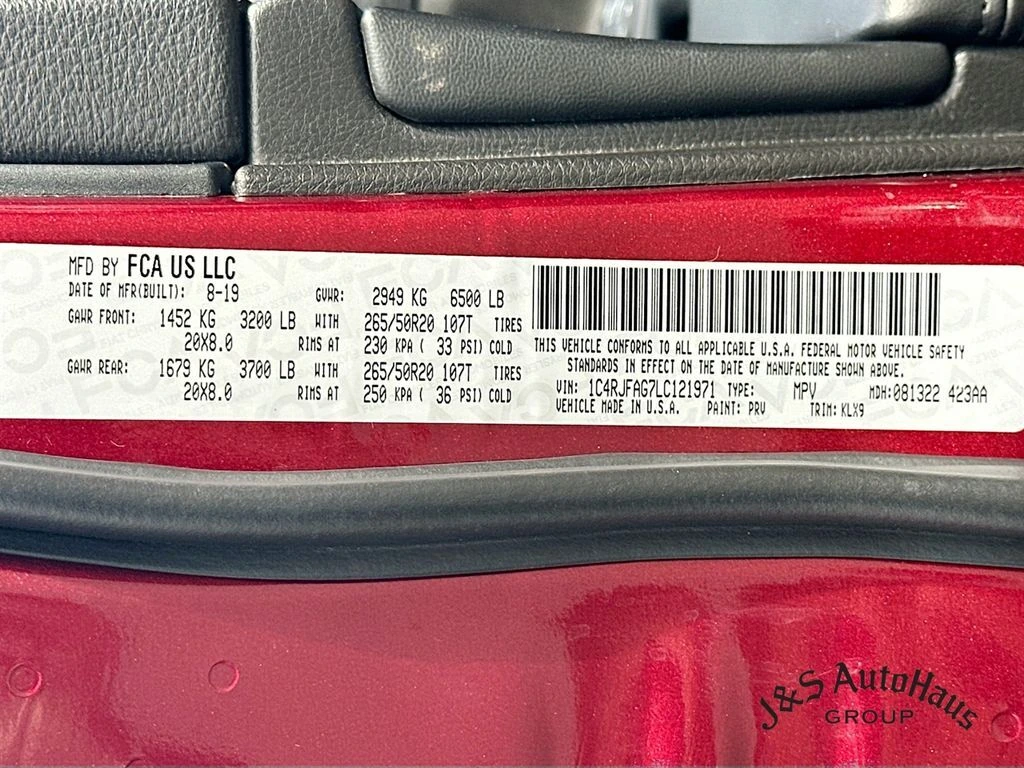 MFD BY FCA US LLC
DATE OF MFR(BUILT): 8-19 GVWR: 2949 KG 6500 LB
GAWR FRONT: 1452 KG 3200 LB WITH 265/50R20 107T TIRES
20X8.0 RIMS AT 230 KPA ( 33 PSI) COLD
GAWR REAR: 1679 KG 3700 LB WITH 265/50R20 107T TIRES
20X8.0 RIMS AT 250 KPA ( 36 PSI) COLD
THIS VEHICLE CONFORMS TO ALL APPLICABLE U.S.A. FEDERAL MOTOR VEHICLE SAFETY
STANDARDS IN EFFECT ON THE DATE OF MANUFACTURE SHOWN ABOVE.
VIN: 1C4RJFAG7LC121971 TYPE: MPV MDH:081322 423AA
VEHICLE MADE IN U.S.A. PAINT: PRV TRIM: KLX9
J&S AutoHaus
GROUP